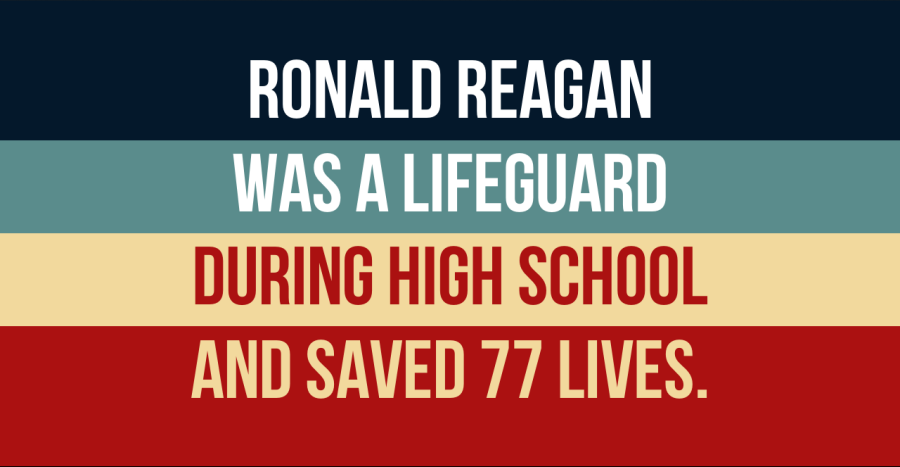 RONALD REAGAN
WAS A LIFEGUARD
DURING HIGH SCHOOL
AND SAVED 77 LIVES.